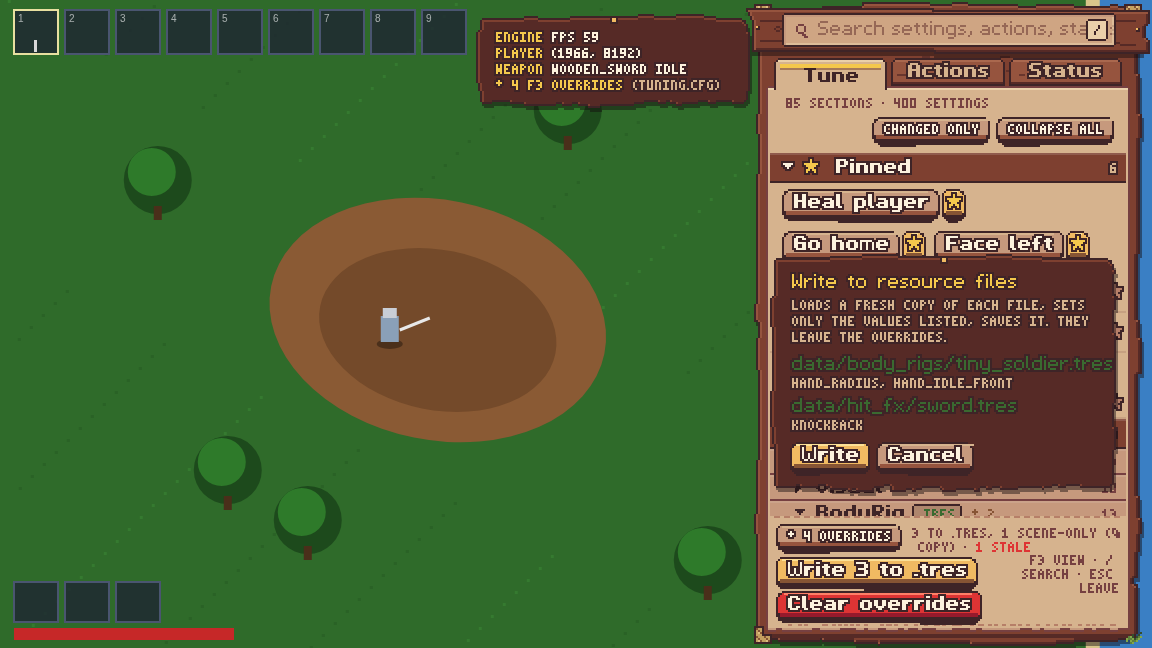 1 2 3 4 5 6 7 8 9
ENGINE FPS 59
PLAYER (1966, 8192)
WEAPON WOODEN_SWORD IDLE
+ 4 F3 OVERRIDES (TUNING.CFG)
Search settings, actions, sta
/
Tune
Actions
Status
85 SECTIONS · 400 SETTINGS
CHANGED ONLY
COLLAPSE ALL
Pinned
6
Heal player
Go home
Face left
Write to resource files
LOADS A FRESH COPY OF EACH FILE, SETS
ONLY THE VALUES LISTED, SAVES IT. THEY
LEAVE THE OVERRIDES.
data/body_rigs/tiny_soldier.tres
HAND_RADIUS, HAND_IDLE_FRONT
data/hit_fx/sword.tres
KNOCKBACK
Write
Cancel
BodyRig
TRES
+ 2
13
+ 4 OVERRIDES
3 TO .TRES, 1 SCENE-ONLY (%
COPY) · 1 STALE
Write 3 to .tres
F3 VIEW · /
SEARCH · ESC
LEAVE
Clear overrides